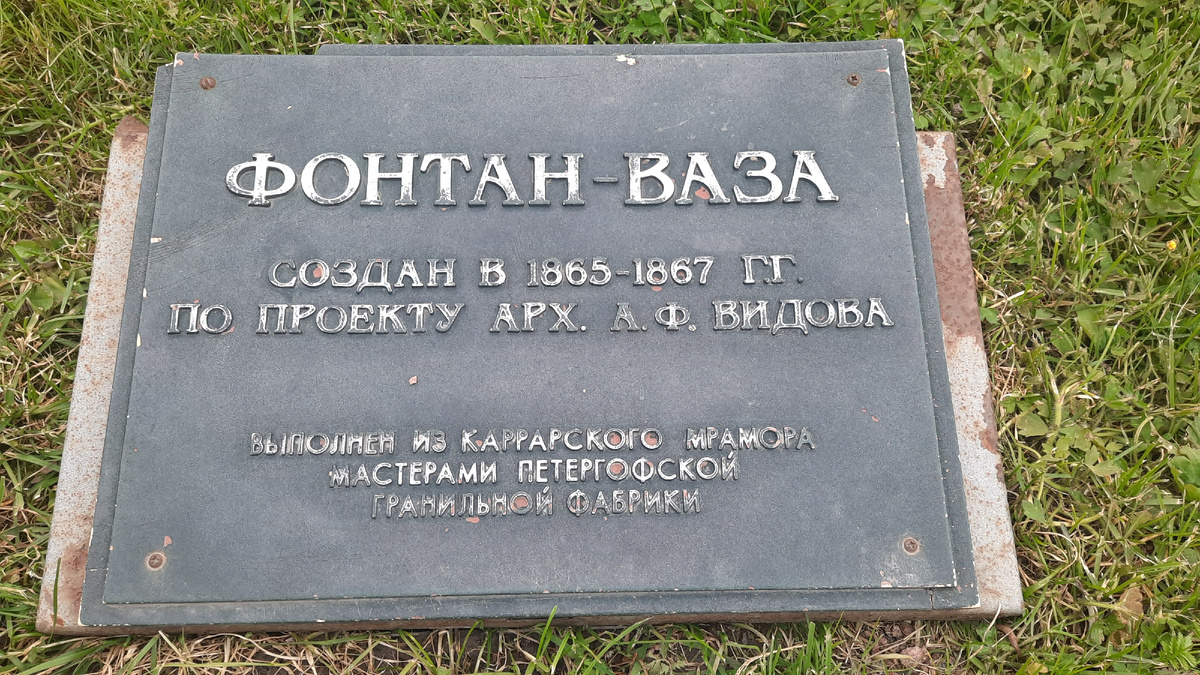 ФОНТАН-ВАЗА
СОЗДАН В 1865-1867 Г.Г.
ПО ПРОЕКТУ АРХ. А.Ф. ВИДОВА
ВЫПОЛНЕН ИЗ КАРРАРСКОГО МРАМОРА
МАСТЕРАМИ ПЕТЕРГОФСКОЙ
ГРАНИЛЬНОЙ ФАБРИКИ